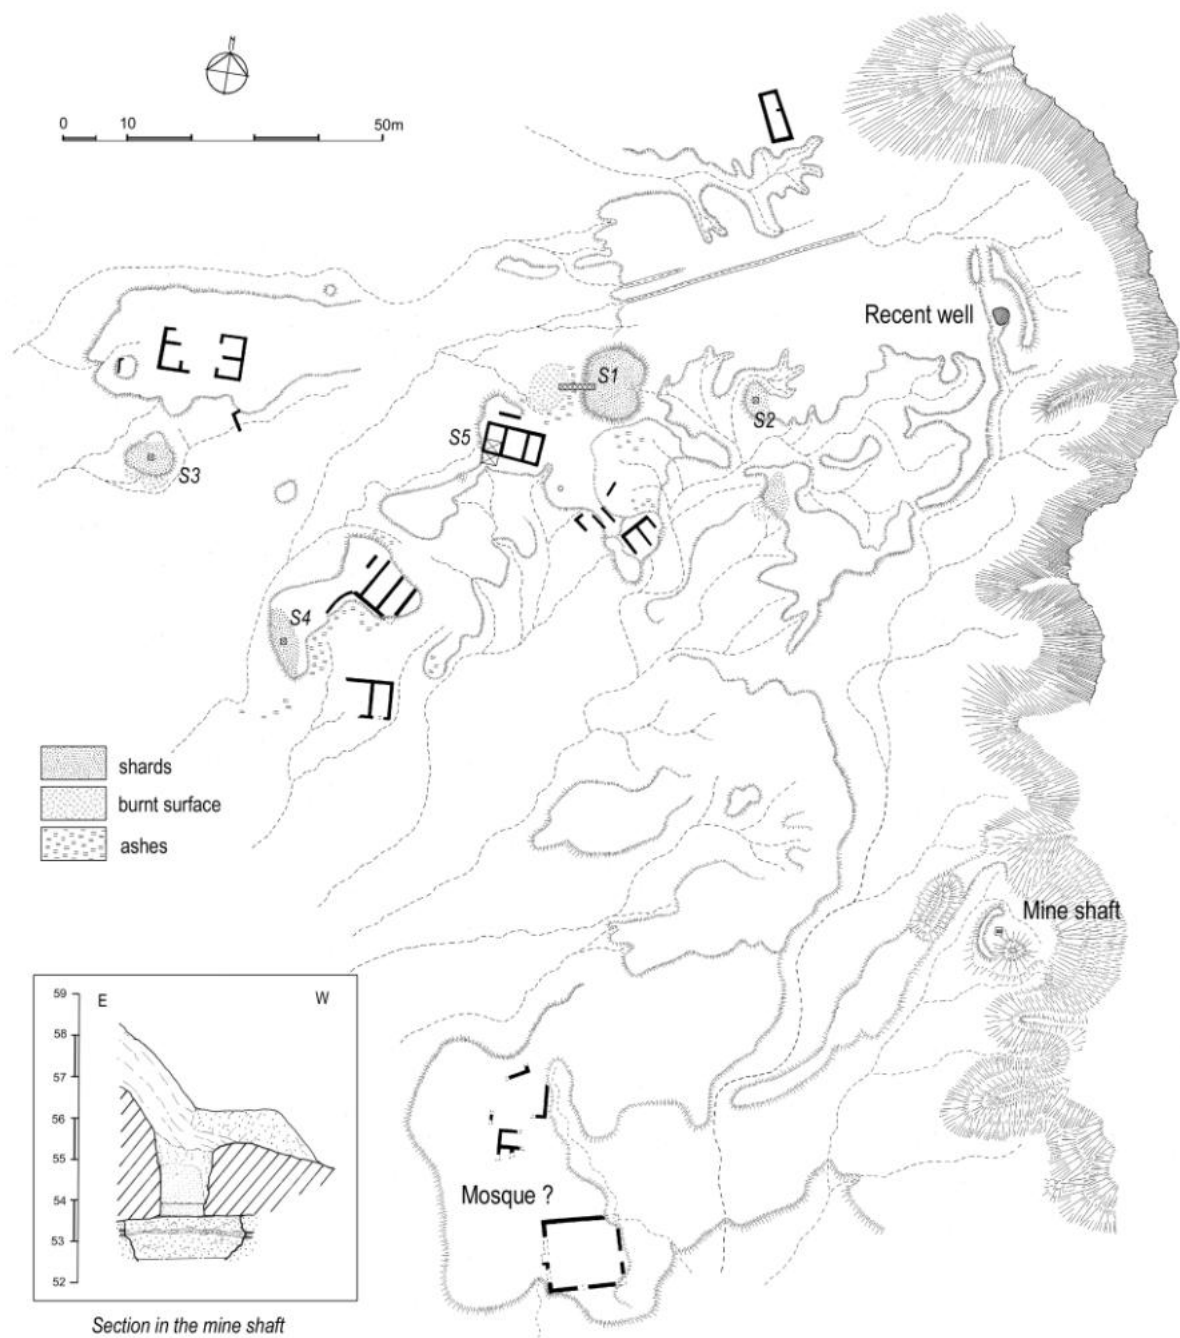 N
0 10 50m
Recent well
S1
S2
S5
S3
S4
shards
burnt surface
ashes
Mine shaft
59
E W
58
57
56
55
54
53
52
Mosque ?
Section in the mine shaft